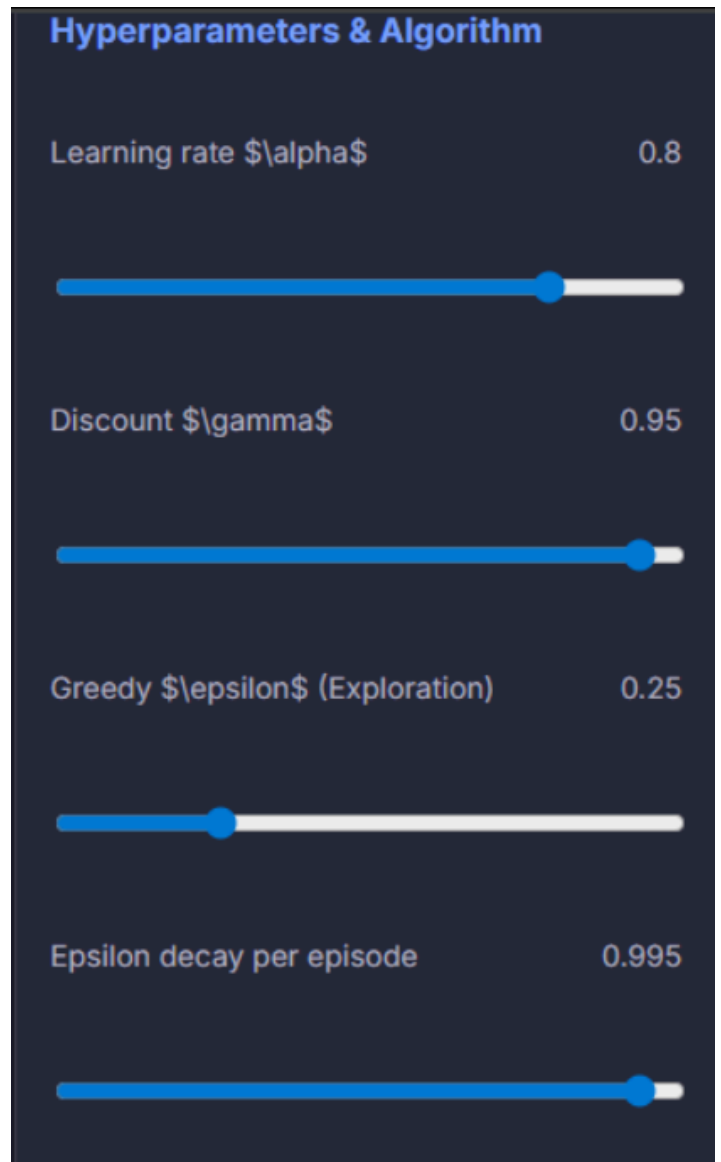 Hyperparameters & Algorithm
Learning rate $\alpha$ 0.8
Discount $\gamma$ 0.95
Greedy $\epsilon$ (Exploration) 0.25
Epsilon decay per episode 0.995